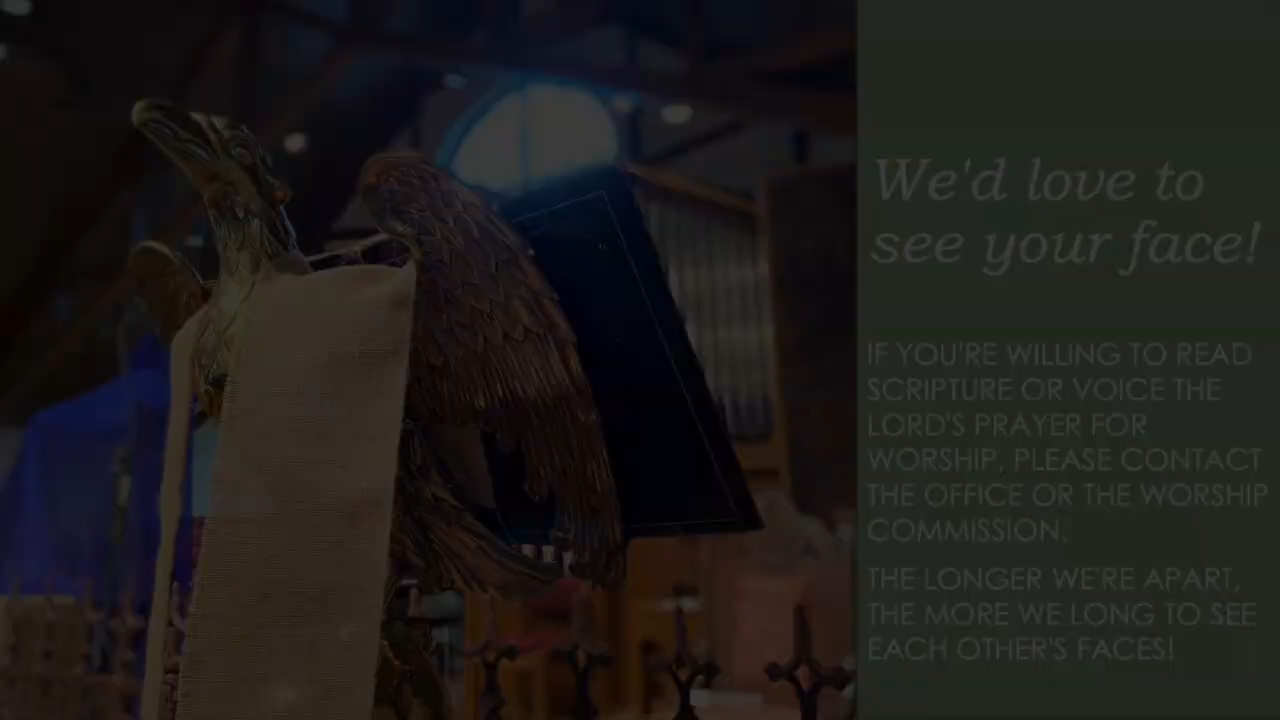 We'd love to
see your face!
IF YOU'RE WILLING TO READ
SCRIPTURE OR VOICE THE
LORD'S PRAYER FOR
WORSHIP, PLEASE CONTACT
THE OFFICE OR THE WORSHIP
COMMISSION.
THE LONGER WE'RE APART,
THE MORE WE LONG TO SEE
EACH OTHER'S FACES!